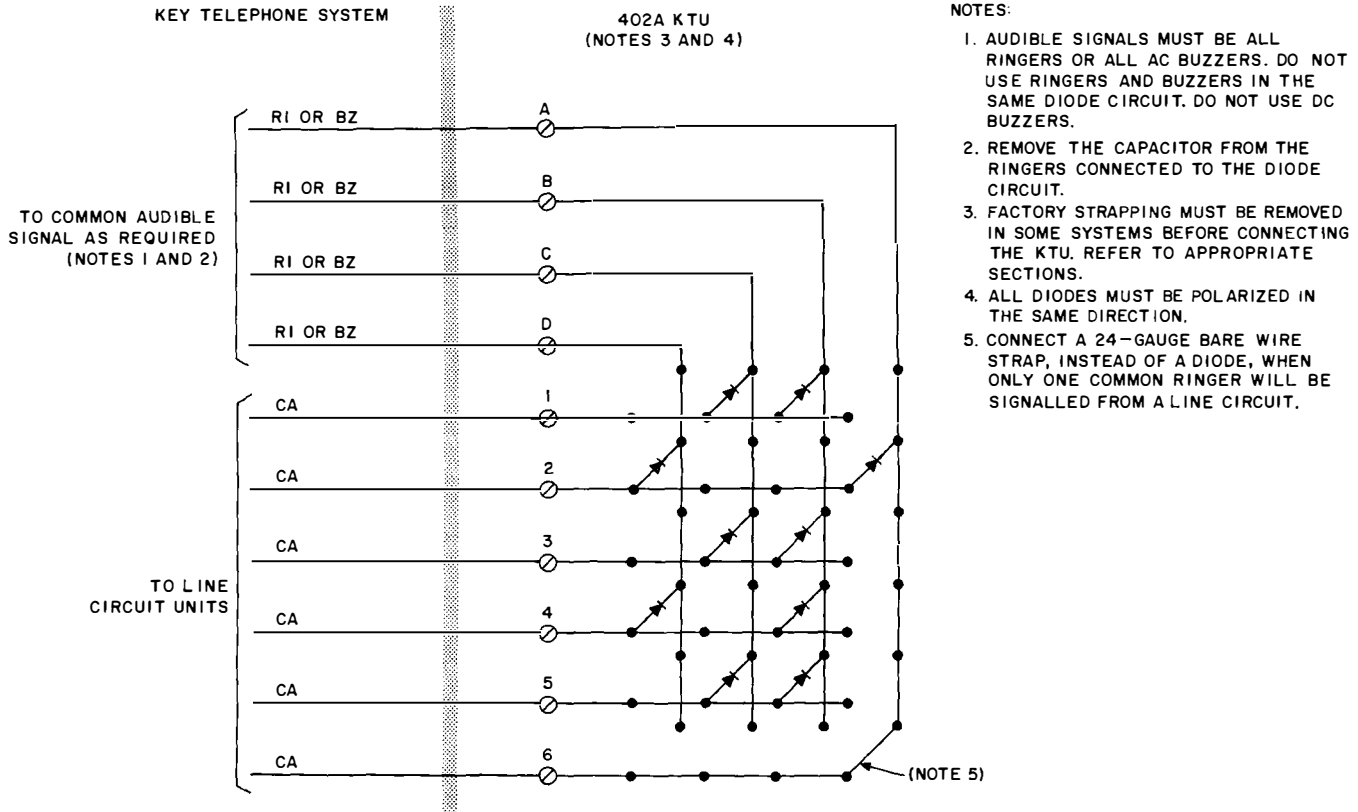 KEY TELEPHONE SYSTEM
402A KTU
(NOTES 3 AND 4)
TO COMMON AUDIBLE
SIGNAL AS REQUIRED
(NOTES 1 AND 2)
RI OR BZ
A
RI OR BZ
B
RI OR BZ
C
RI OR BZ
D
TO LINE
CIRCUIT UNITS
CA
1
CA
2
CA
3
CA
4
CA
5
CA
6
(NOTE 5)
NOTES:
1. AUDIBLE SIGNALS MUST BE ALL
RINGERS OR ALL AC BUZZERS. DO NOT
USE RINGERS AND BUZZERS IN THE
SAME DIODE CIRCUIT. DO NOT USE DC
BUZZERS.
2. REMOVE THE CAPACITOR FROM THE
RINGERS CONNECTED TO THE DIODE
CIRCUIT.
3. FACTORY STRAPPING MUST BE REMOVED
IN SOME SYSTEMS BEFORE CONNECTING
THE KTU. REFER TO APPROPRIATE
SECTIONS.
4. ALL DIODES MUST BE POLARIZED IN
THE SAME DIRECTION.
5. CONNECT A 24-GAUGE BARE WIRE
STRAP, INSTEAD OF A DIODE, WHEN
ONLY ONE COMMON RINGER WILL BE
SIGNALLED FROM A LINE CIRCUIT.